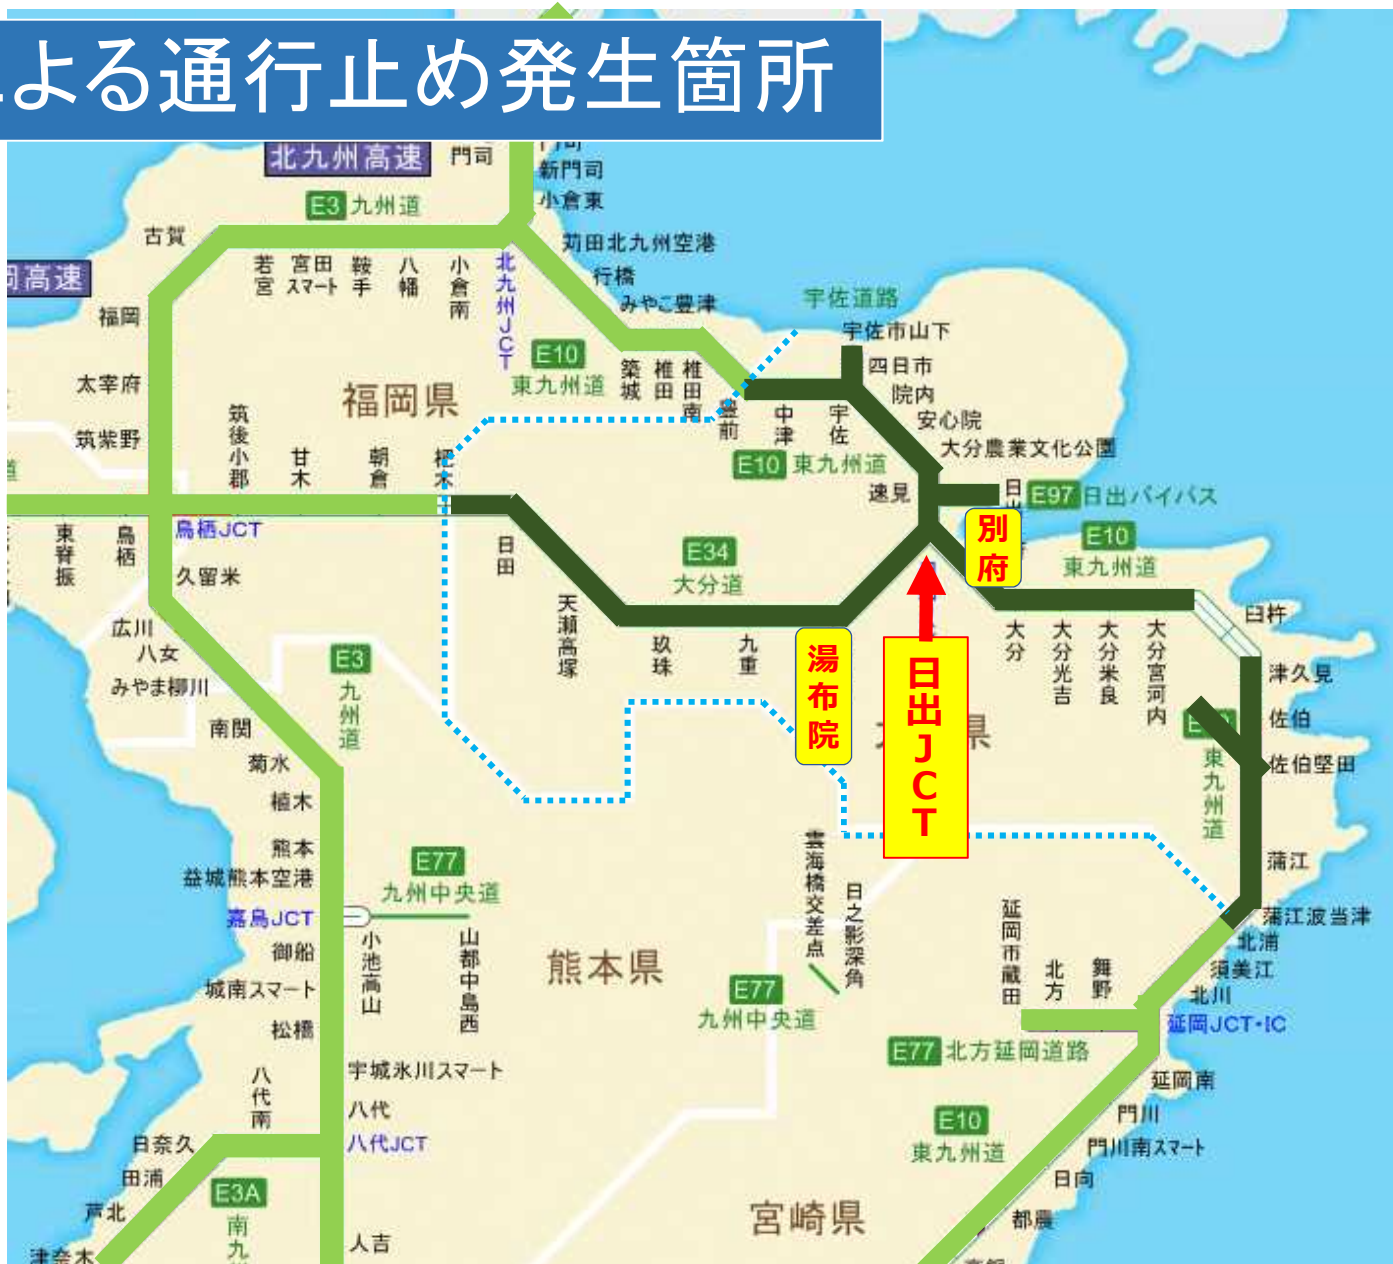 よる通行止め発生箇所
北九州高速
門司
新門司
小倉東
E3 九州道
古賀
苅田北九州空港
行橋
みやこ豊津
高速
若宮
宮田スマート
鞍手
八幡
小倉南
北九州JCT
宇佐道路
宇佐市山下
福岡
E10
東九州道
四日市
院内
安心院
大分農業文化公園
築城
椎田
椎田南
豊前
中津
宇佐
太宰府
福岡県
筑紫野
筑後小郡
甘木
朝倉
杷木
E10 東九州道
速見
E97 日出バイパス
道
東脊振
鳥栖
鳥栖JCT
久留米
日田
E34
大分道
別府
E10
東九州道
臼杵
天瀬高塚
玖珠
九重
湯布院
日出JCT
大分
大分光吉
大分米良
大分宮河内
津久見
佐伯
佐伯堅田
広川
八女
みやま柳川
E3
九州道
県
東九州道
南関
菊水
植木
熊本
益城熊本空港
嘉島JCT
御船
城南スマート
松橋
E77
九州中央道
小池高山
山都中島西
雲海橋交差点
日之影深角
蒲江
蒲江波当津
北浦
須美江
北川
延岡JCT・IC
熊本県
E77
九州中央道
延岡市蔵田
北方
舞野
E77 北方延岡道路
延岡南
門川
門川南スマート
日向
都農
E10
東九州道
宇城氷川スマート
八代南
八代
八代JCT
日奈久
田浦
芦北
津奈木
E3A
南九
人吉
宮崎県